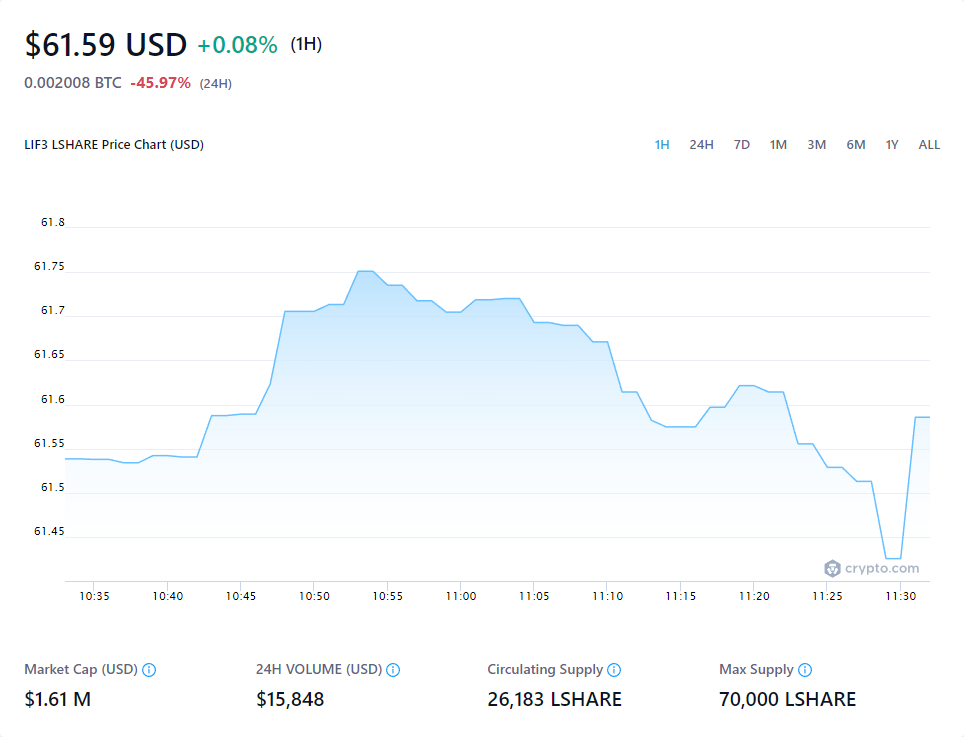 $61.59 USD +0.08% (1H)
0.002008 BTC -45.97% (24H)
LIF3 LSHARE Price Chart (USD)
1H 24H 7D 1M 3M 6M 1Y ALL
61.8
61.75
61.7
61.65
61.6
61.55
61.5
61.45
crypto.com
10:35 10:40 10:45 10:50 10:55 11:00 11:05 11:10 11:15 11:20 11:25 11:30
Market Cap (USD) 24H VOLUME (USD) Circulating Supply Max Supply
$1.61 M $15,848 26,183 LSHARE 70,000 LSHARE